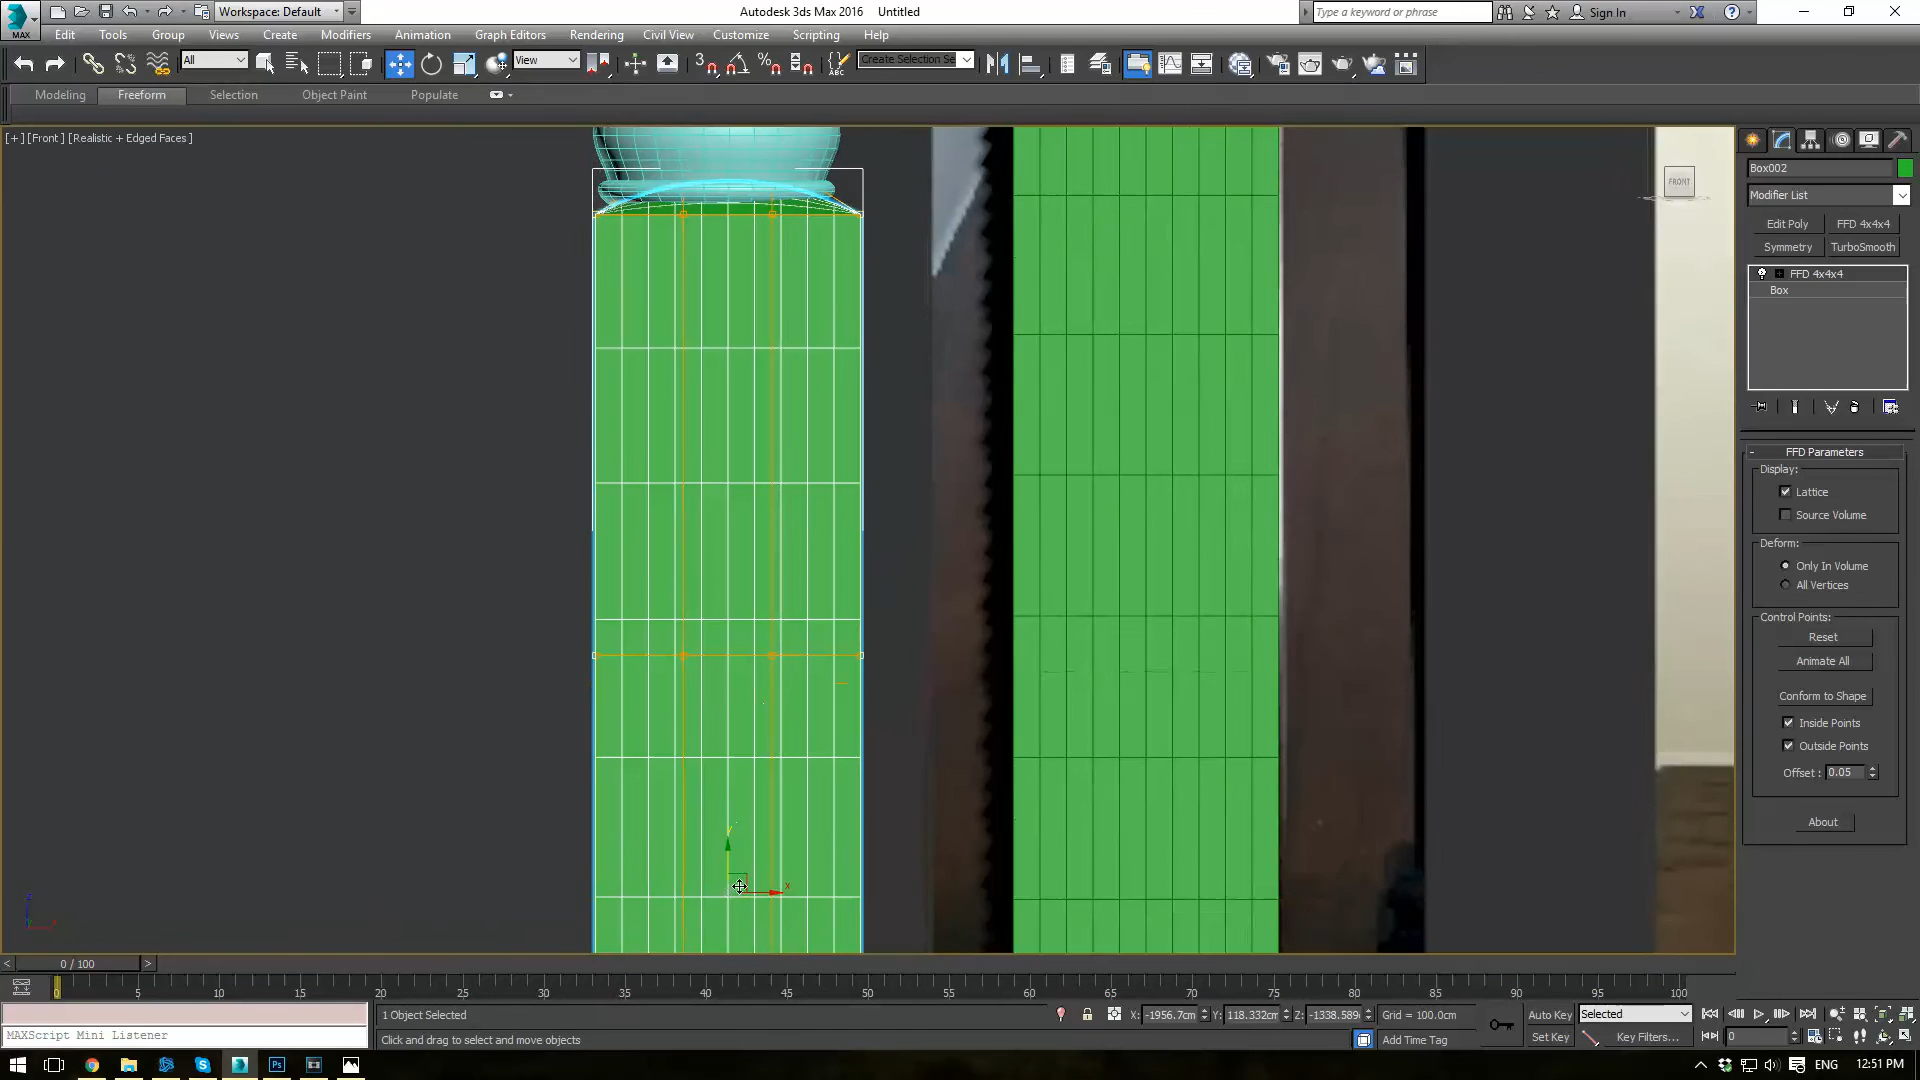 Workspace: Default
Autodesk 3ds Max 2016 Untitled
Type a keyword or phrase
Sign In
MAX
Edit Tools Group Views Create Modifiers Animation Graph Editors Rendering Civil View Customize Scripting Help
All
View
Create Selection Se
Modeling Freeform Selection Object Paint Populate
[+] [Front] [Realistic + Edged Faces]
FRONT
Box002
Modifier List
Edit Poly FFD 4x4x4
Symmetry TurboSmooth
FFD 4x4x4
Box
FFD Parameters
Display:
Lattice
Source Volume
Deform:
Only In Volume
All Vertices
Control Points:
Reset
Animate All
Conform to Shape
Inside Points
Outside Points
Offset : 0.05
About
y
x
0 / 100
0 5 10 15 20 25 30 35 40 45 50 55 60 65 70 75 80 85 90 95 100
1 Object Selected
X: -1956.7cm Y: 118.332cm Z: -1338.589
Grid = 100.0cm
Auto Key Selected
MAXScript Mini Listener
Click and drag to select and move objects
Add Time Tag
Set Key Key Filters... 0
ENG 12:51 PM